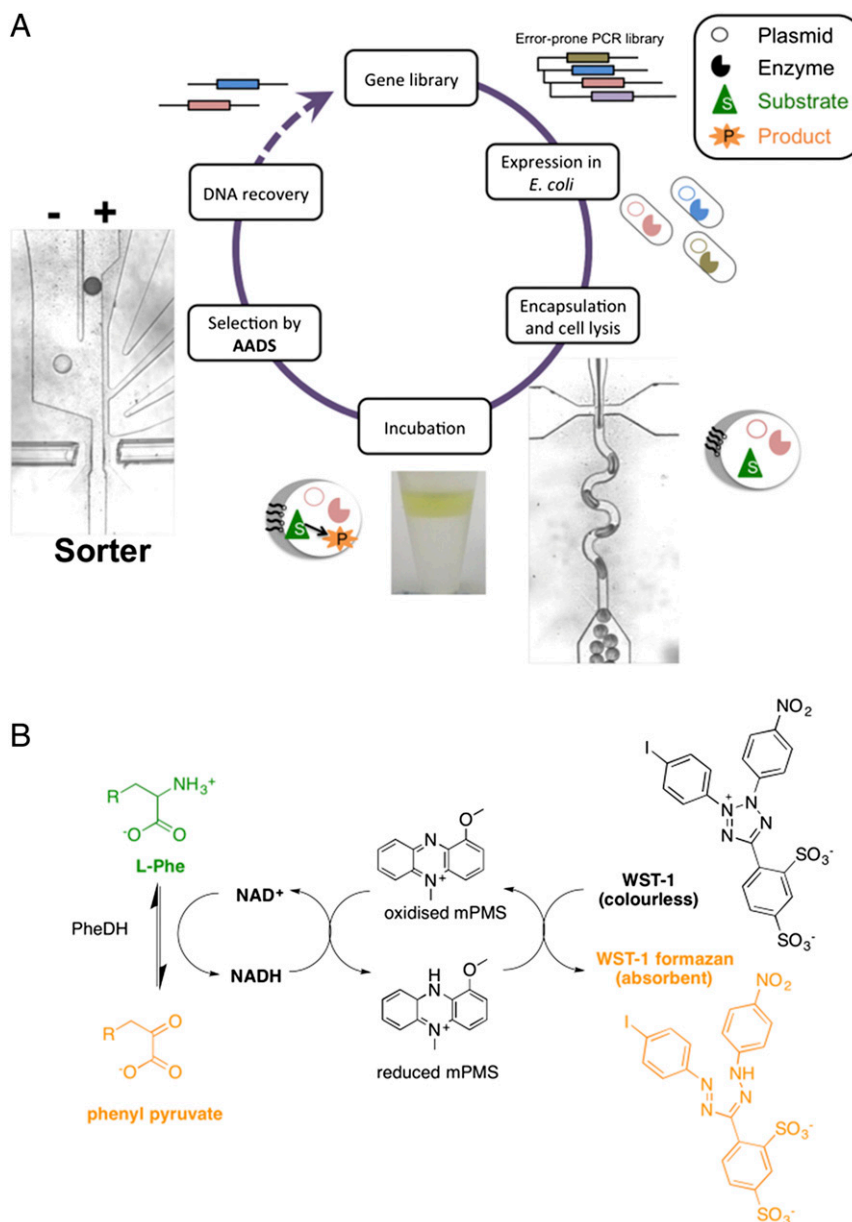 A
Gene library
Error-prone PCR library
Plasmid
Enzyme
S Substrate
P Product
Expression in
E. coli
Encapsulation
and cell lysis
S
Incubation
S P
Selection by
AADS
DNA recovery
- +
Sorter
B
R NH₃⁺
⁻O O
L-Phe
PheDH
R O
⁻O O
phenyl pyruvate
NAD⁺
NADH
N O
N⁺
oxidised mPMS
H
N O
N⁺
reduced mPMS
WST-1
(colourless)
NO₂
I
N⁺ N
N N
SO₃⁻
SO₃⁻
WST-1 formazan
(absorbent)
NO₂
I
N NH
N N
SO₃⁻
SO₃⁻